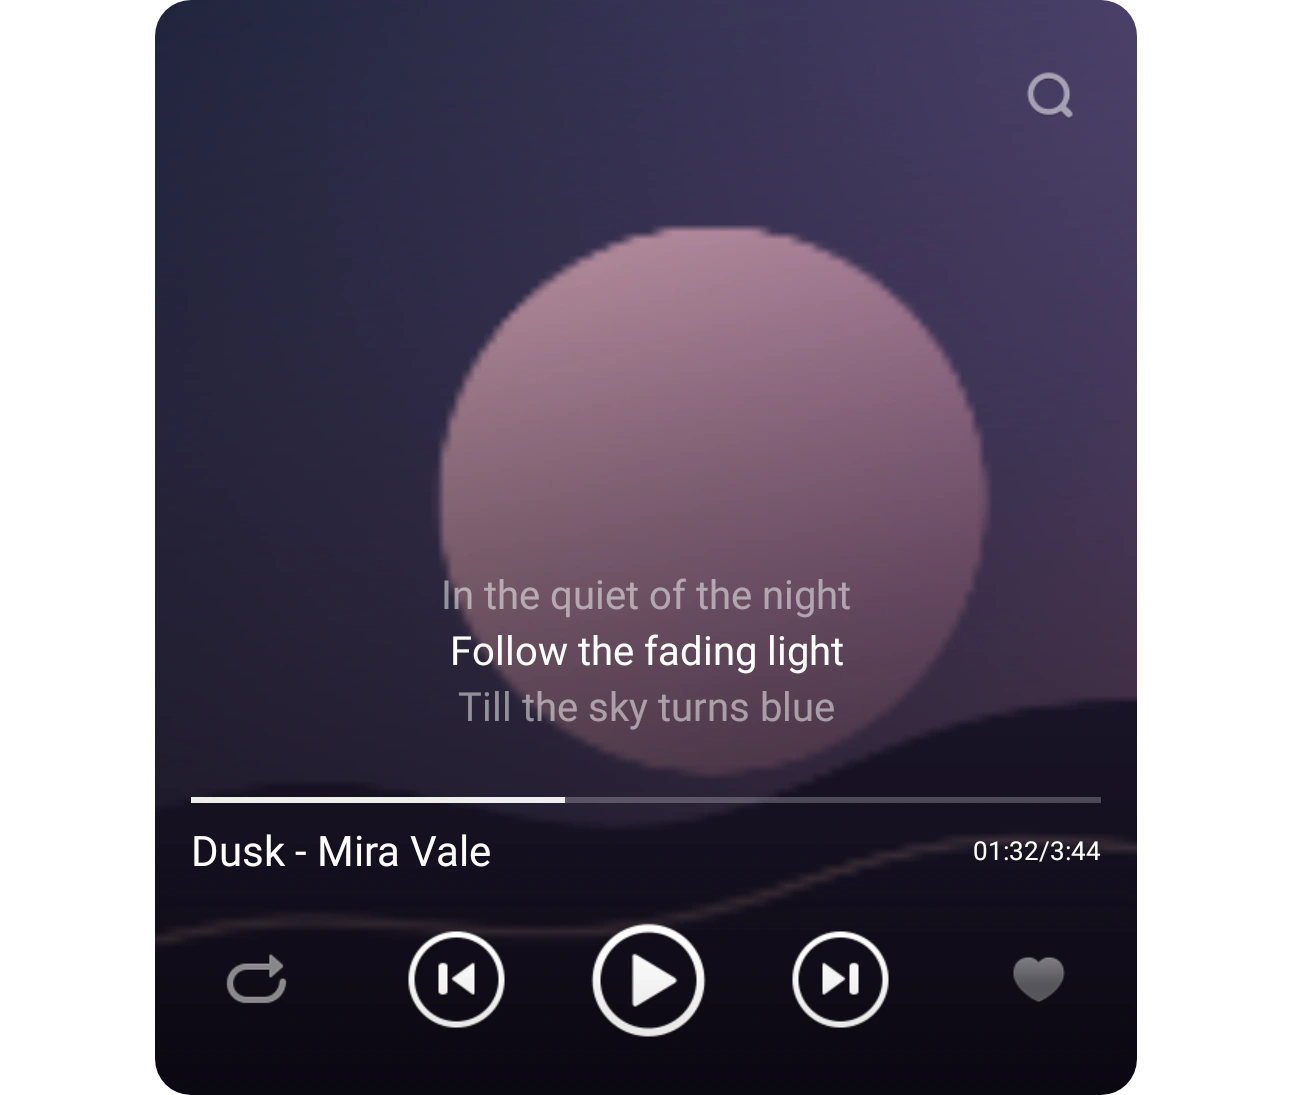 In the quiet of the night
Follow the fading light
Till the sky turns blue
Dusk - Mira Vale
01:32/3:44